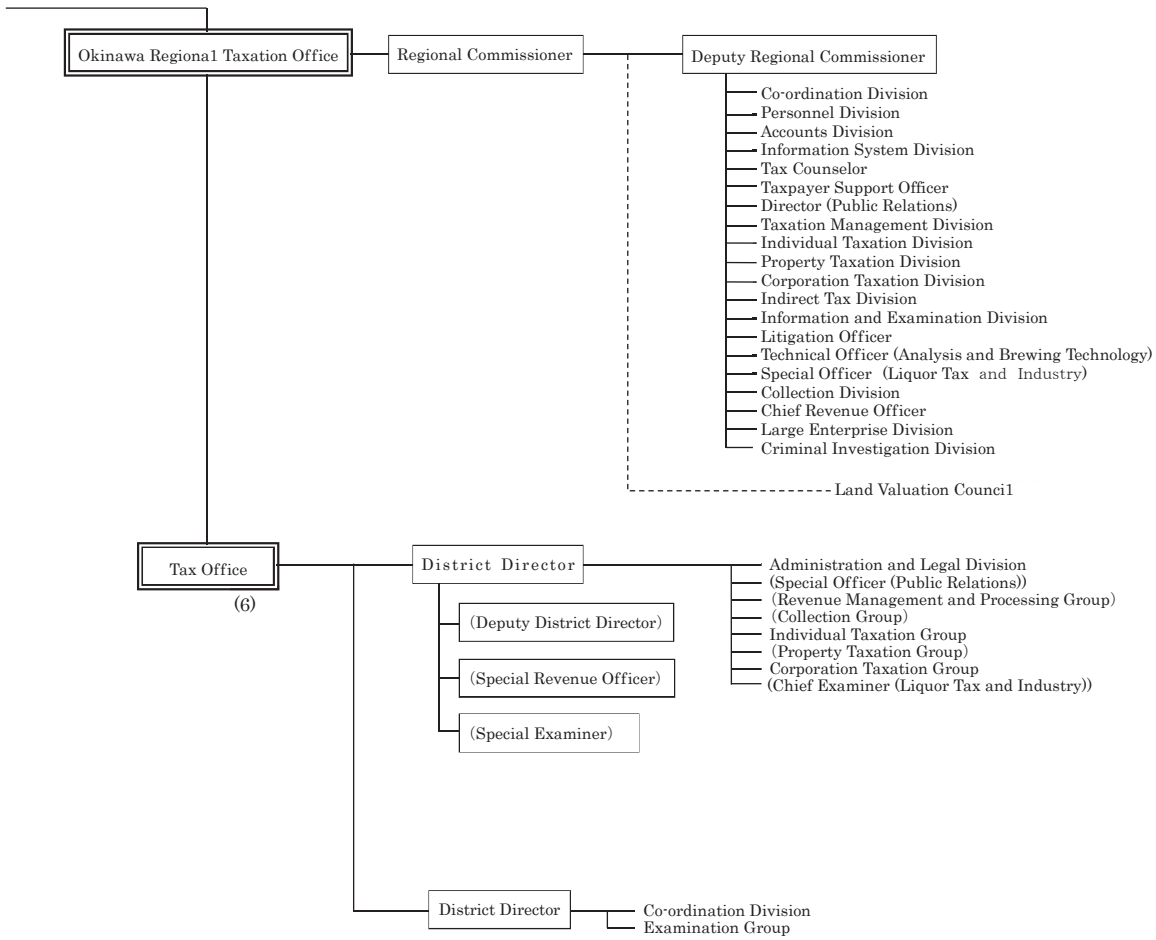 Okinawa Regiona1 Taxation Office
Regional Commissioner
Deputy Regional Commissioner
Co-ordination Division
Personnel Division
Accounts Division
Information System Division
Tax Counselor
Taxpayer Support Officer
Director (Public Relations)
Taxation Management Division
Individual Taxation Division
Property Taxation Division
Corporation Taxation Division
Indirect Tax Division
Information and Examination Division
Litigation Officer
Technical Officer (Analysis and Brewing Technology)
Special Officer (Liquor Tax and Industry)
Collection Division
Chief Revenue Officer
Large Enterprise Division
Criminal Investigation Division
Land Valuation Counci1
Tax Office
(6)
District Director
(Deputy District Director)
(Special Revenue Officer)
(Special Examiner)
Administration and Legal Division
(Special Officer (Public Relations))
(Revenue Management and Processing Group)
(Collection Group)
Individual Taxation Group
(Property Taxation Group)
Corporation Taxation Group
(Chief Examiner (Liquor Tax and Industry))
District Director
Co-ordination Division
Examination Group